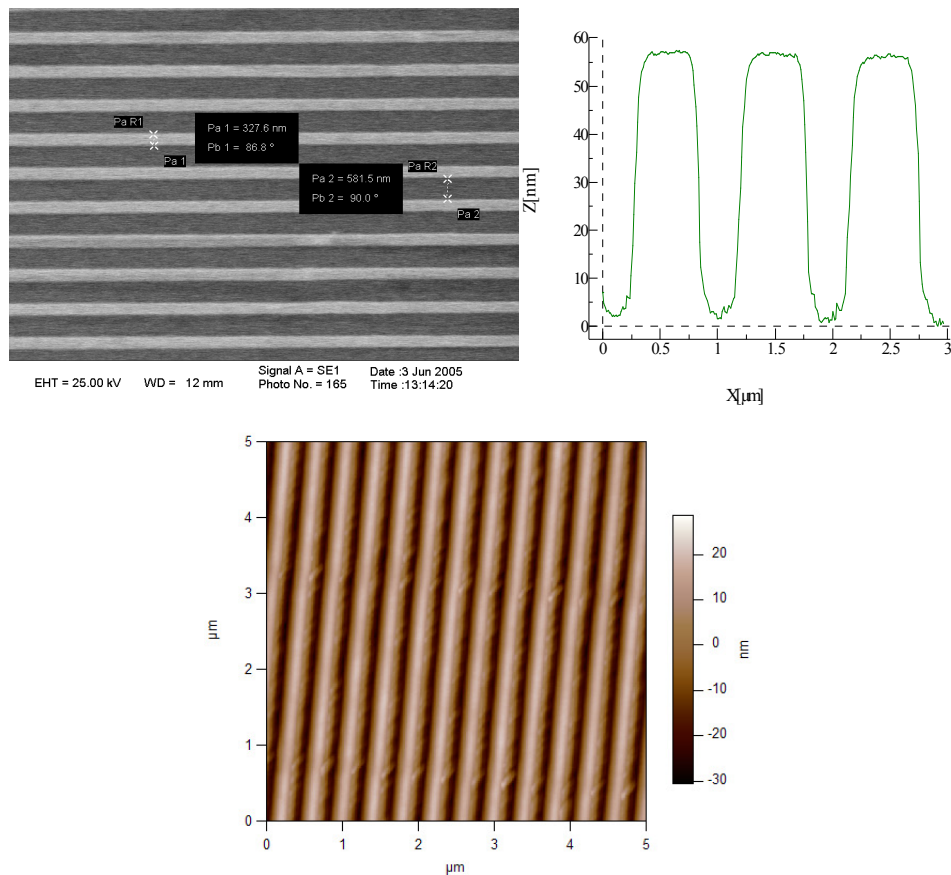 Pa R1
Pa 1 = 327.6 nm
Pb 1 = 86.8 °
Pa 1
Pa R2
Pa 2 = 581.5 nm
Pb 2 = 90.0 °
Pa 2
EHT = 25.00 kV
WD = 12 mm
Signal A = SE1
Photo No. = 165
Date :3 Jun 2005
Time :13:14:20
60
50
40
30
20
10
0
Z[nm]
0 0.5 1 1.5 2 2.5 3
X[µm]
5
4
3
2
1
0
µm
0 1 2 3 4 5
µm
20
10
0
-10
-20
-30
nm